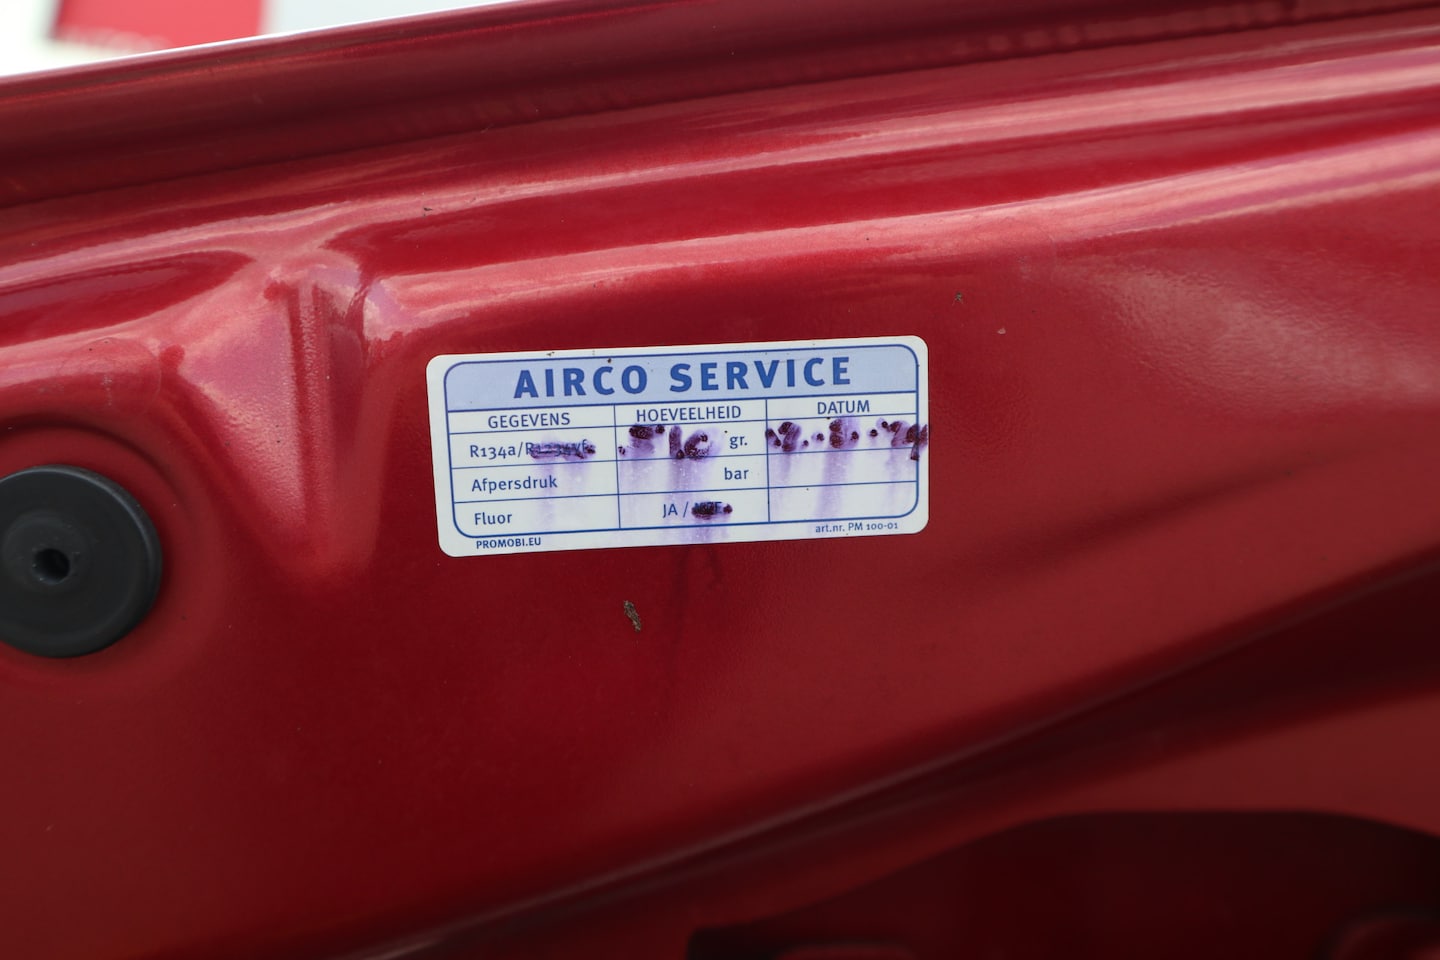 AIRCO SERVICE
GEGEVENS HOEVEELHEID DATUM
R134a/ gr.
Afpersdruk bar
Fluor JA /
PROMOBI.EU art.nr. PM 100-01